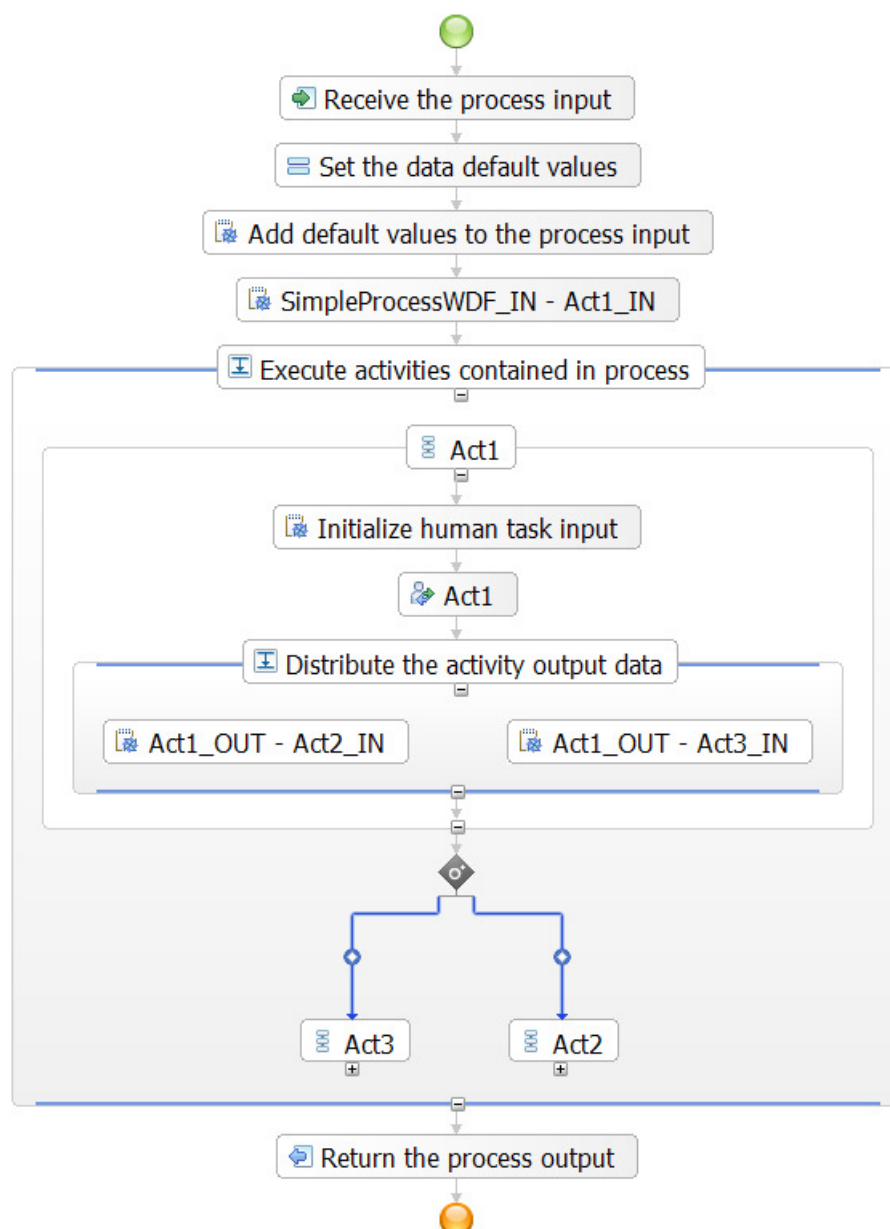 Receive the process input
Set the data default values
Add default values to the process input
SimpleProcessWDF_IN - Act1_IN
Execute activities contained in process
Act1
Initialize human task input
Act1
Distribute the activity output data
Act1_OUT - Act2_IN
Act1_OUT - Act3_IN
Act3
Act2
Return the process output